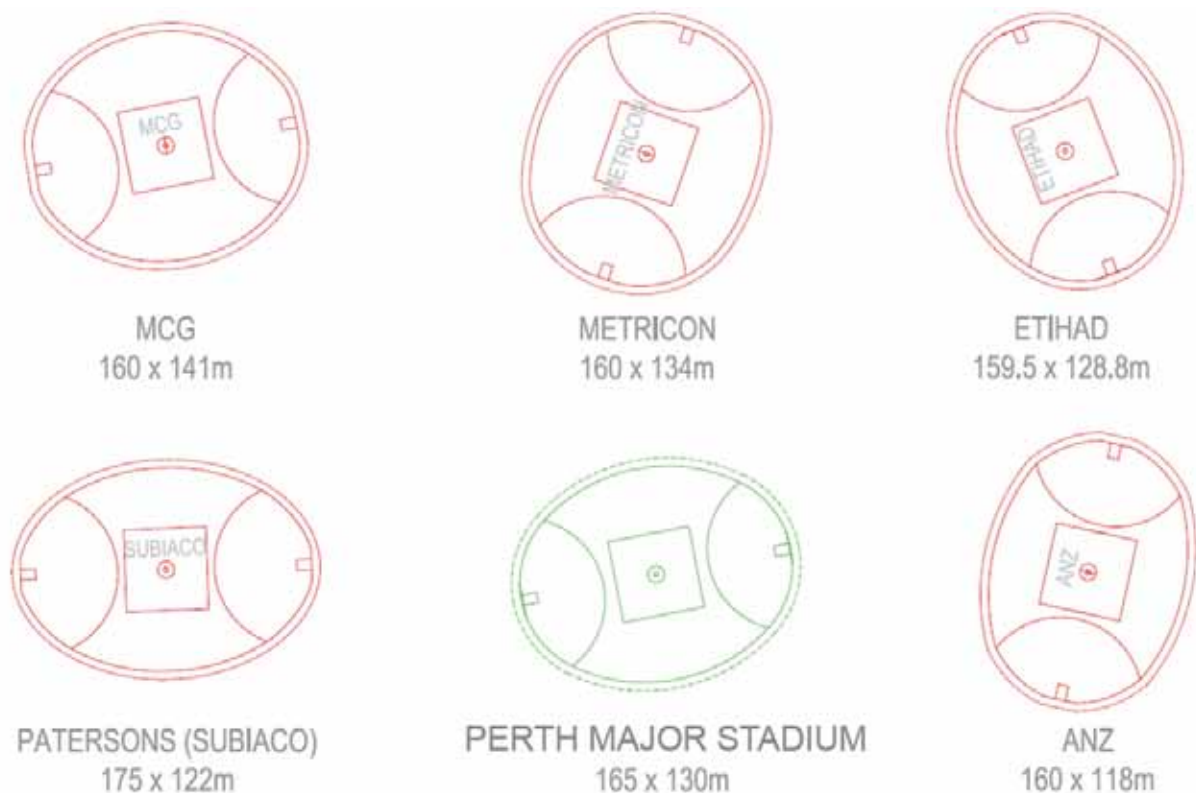 MCG
METRICON
ETIHAD
MCG
160 x 141m
METRICON
160 x 134m
ETIHAD
159.5 x 128.8m
SUBIACO
ANZ
PATERSONS (SUBIACO)
175 x 122m
PERTH MAJOR STADIUM
165 x 130m
ANZ
160 x 118m